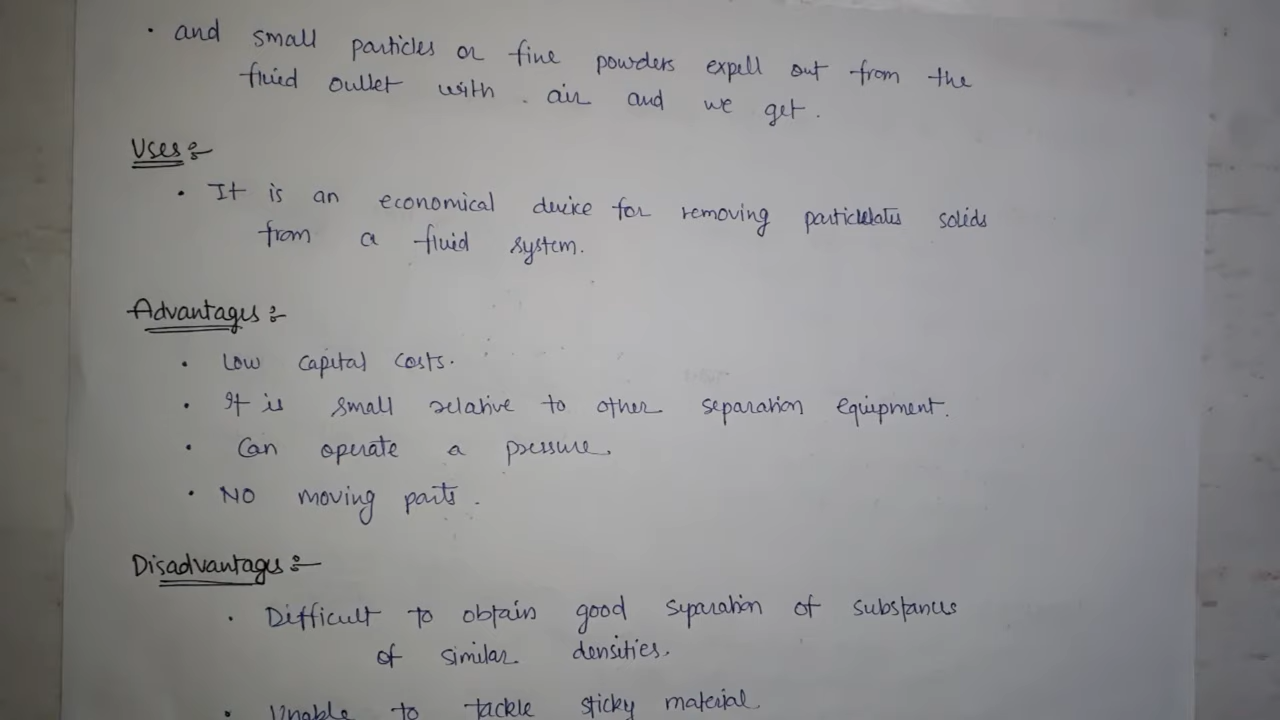 • and small particles or fine powders expell out from the
fluid outlet with . air and we get.
Uses :-
• It is an economical device for removing particulates solids
from a fluid system.
Advantages :-
• Low capital costs.
• It is small relative to other separation equipment.
• Can operate a pressure.
• No moving parts.
Disadvantages :-
• Difficult to obtain good separation of substances
of similar densities.
• Unable to tackle sticky material